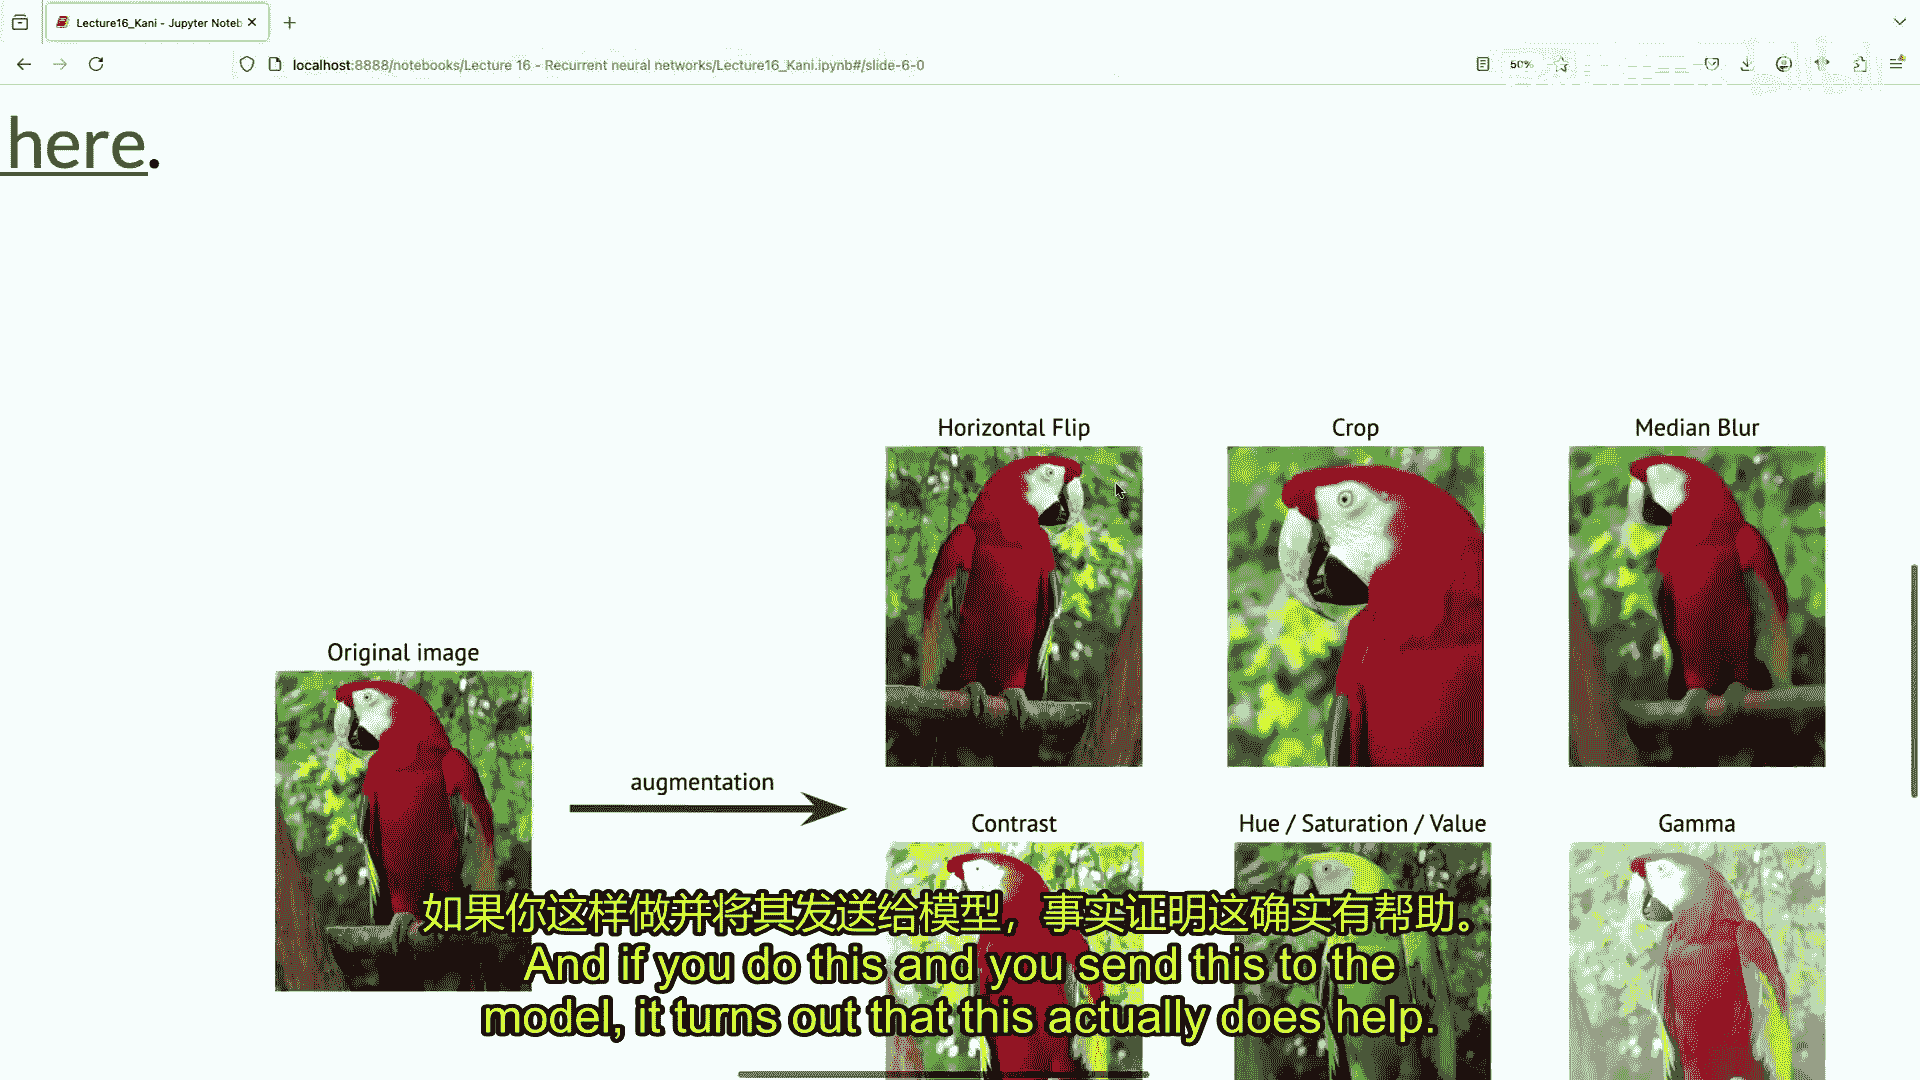 Lecture16_Kani - Jupyter Noteb
localhost:8888/notebooks/Lecture 16 - Recurrent neural networks/Lecture16_Kani.ipynb#/slide-6-0
50%
here.
Horizontal Flip
Crop
Median Blur
Original image
augmentation
Contrast
Hue / Saturation / Value
Gamma
如果你这样做并将其发送给模型，事实证明这确实有帮助。
And if you do this and you send this to the
model, it turns out that this actually does help.